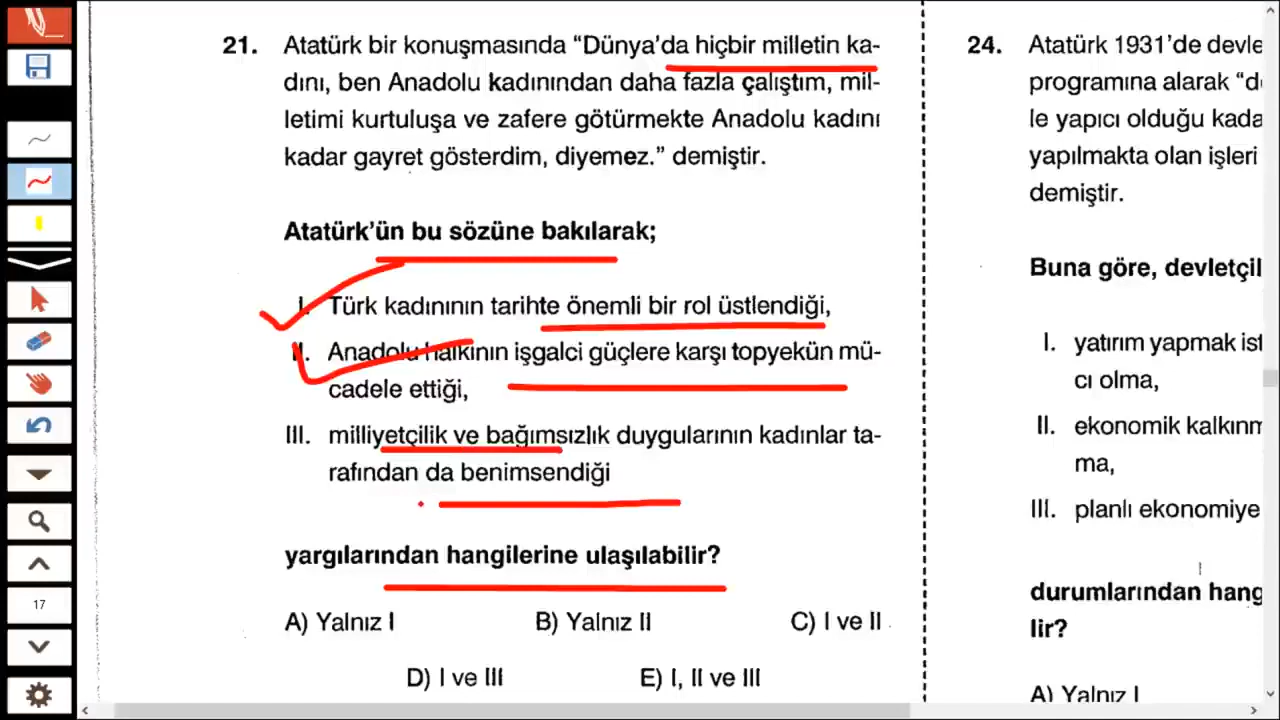 21. Atatürk bir konuşmasında “Dünya’da hiçbir milletin ka-
dını, ben Anadolu kadınından daha fazla çalıştım, mil-
letimi kurtuluşa ve zafere götürmekte Anadolu kadını
kadar gayret gösterdim, diyemez.” demiştir.
Atatürk’ün bu sözüne bakılarak;
I. Türk kadınının tarihte önemli bir rol üstlendiği,
II. Anadolu halkının işgalci güçlere karşı topyekün mü-
cadele ettiği,
III. milliyetçilik ve bağımsızlık duygularının kadınlar ta-
rafından da benimsendiği
yargılarından hangilerine ulaşılabilir?
A) Yalnız I
B) Yalnız II
C) I ve II
D) I ve III
E) I, II ve III
24. Atatürk 1931’de devle
programına alarak “d
le yapıcı olduğu kada
yapılmakta olan işleri
demiştir.
Buna göre, devletçil
I. yatırım yapmak ist
cı olma,
II. ekonomik kalkınm
ma,
III. planlı ekonomiye
durumlarından hang
lir?
A) Yalnız I
17